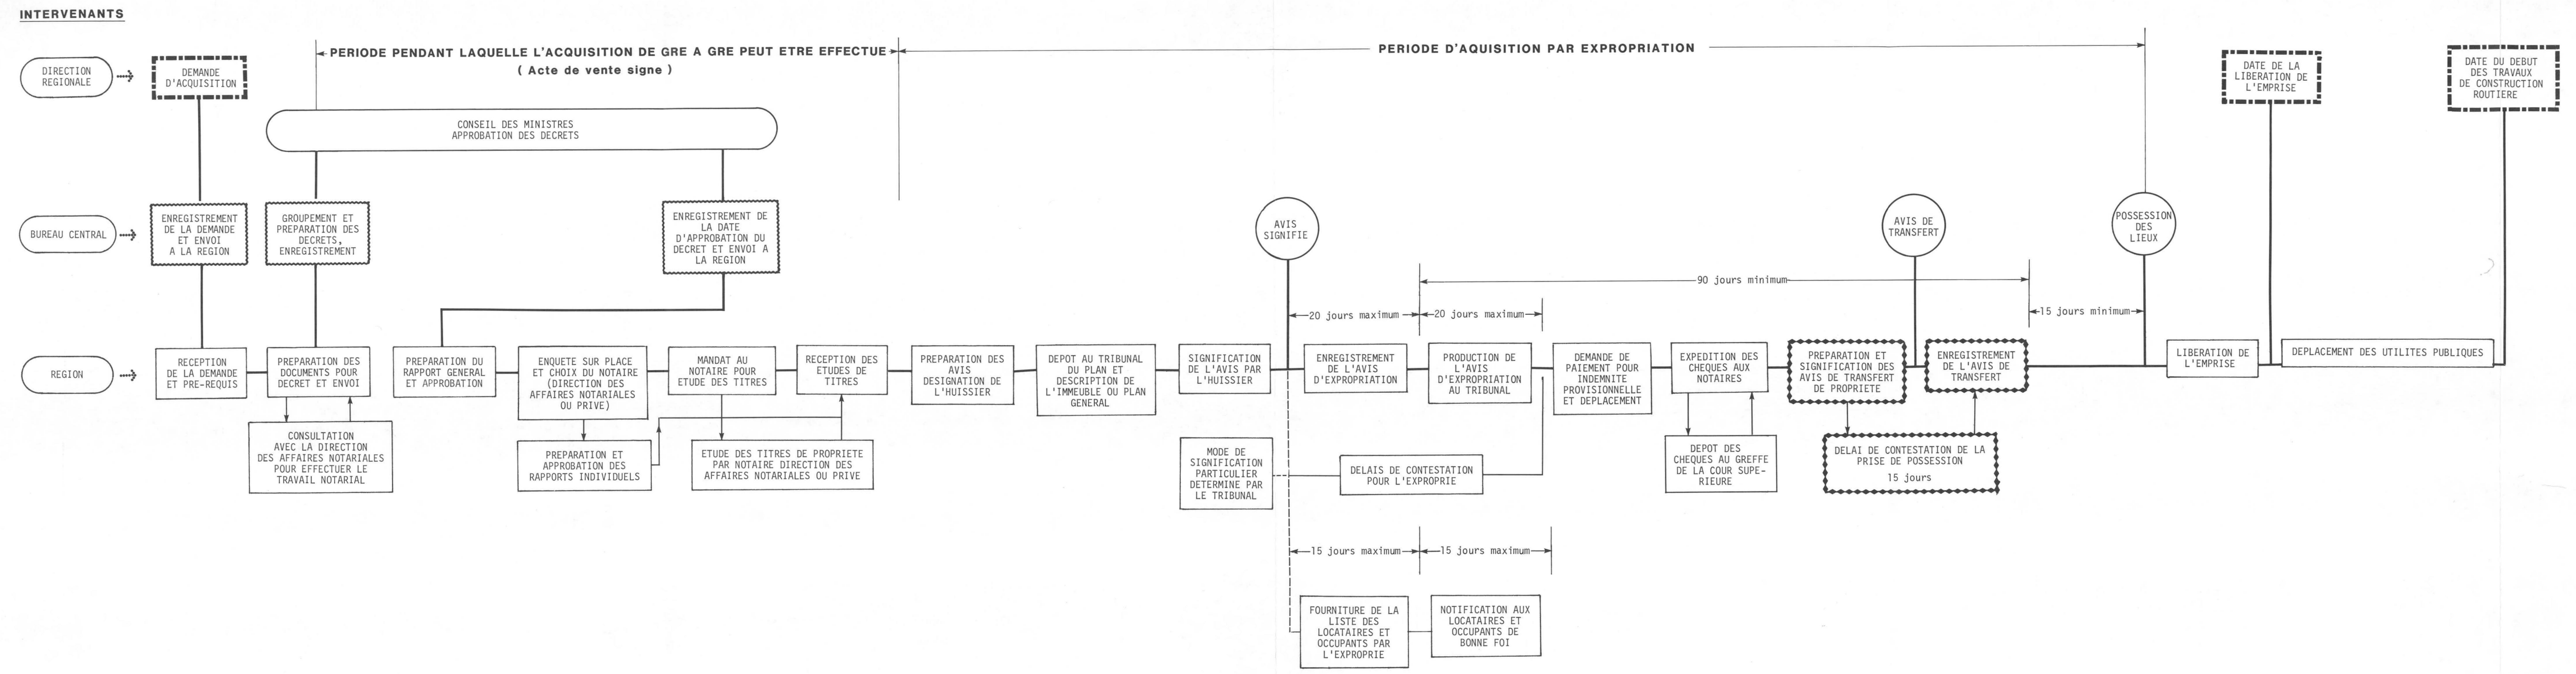 INTERVENANTS
PERIODE PENDANT LAQUELLE L'ACQUISITION DE GRE A GRE PEUT ETRE EFFECTUE
( Acte de vente signe )
PERIODE D'AQUISITION PAR EXPROPRIATION
DIRECTION
REGIONALE
DEMANDE
D'ACQUISITION
DATE DE LA
LIBERATION DE
L'EMPRISE
DATE DU DEBUT
DES TRAVAUX
DE CONSTRUCTION
ROUTIERE
CONSEIL DES MINISTRES
APPROBATION DES DECRETS
BUREAU CENTRAL
ENREGISTREMENT
DE LA DEMANDE
ET ENVOI
A LA REGION
GROUPEMENT ET
PREPARATION DES
DECRETS,
ENREGISTREMENT
ENREGISTREMENT DE
LA DATE
D'APPROBATION DU
DECRET ET ENVOI A
LA REGION
AVIS
SIGNIFIE
AVIS DE
TRANSFERT
POSSESSION
DES
LIEUX
90 jours minimum
20 jours maximum
20 jours maximum
15 jours minimum
REGION
RECEPTION
DE LA DEMANDE
ET PRE-REQUIS
PREPARATION DES
DOCUMENTS POUR
DECRET ET ENVOI
PREPARATION DU
RAPPORT GENERAL
ET APPROBATION
ENQUETE SUR PLACE
ET CHOIX DU NOTAIRE
(DIRECTION DES
AFFAIRES NOTARIALES
OU PRIVE)
MANDAT AU
NOTAIRE POUR
ETUDE DES TITRES
RECEPTION DES
ETUDES DE
TITRES
PREPARATION DES
AVIS
DESIGNATION DE
L'HUISSIER
DEPOT AU TRIBUNAL
DU PLAN ET
DESCRIPTION DE
L'IMMEUBLE OU PLAN
GENERAL
SIGNIFICATION
DE L'AVIS PAR
L'HUISSIER
ENREGISTREMENT
DE L'AVIS
D'EXPROPRIATION
PRODUCTION DE
L'AVIS
D'EXPROPRIATION
AU TRIBUNAL
DEMANDE DE
PAIEMENT POUR
INDEMNITE
PROVISIONNELLE
ET DEPLACEMENT
EXPEDITION DES
CHEQUES AUX
NOTAIRES
PREPARATION ET
SIGNIFICATION DES
AVIS DE TRANSFERT
DE PROPRIETE
ENREGISTREMENT
DE L'AVIS DE
TRANSFERT
LIBERATION DE
L'EMPRISE
DEPLACEMENT DES UTILITES PUBLIQUES
CONSULTATION
AVEC LA DIRECTION
DES AFFAIRES NOTARIALES
POUR EFFECTUER LE
TRAVAIL NOTARIAL
PREPARATION ET
APPROBATION DES
RAPPORTS INDIVIDUELS
ETUDE DES TITRES DE PROPRIETE
PAR NOTAIRE DIRECTION DES
AFFAIRES NOTARIALES OU PRIVE
MODE DE
SIGNIFICATION
PARTICULIER
DETERMINE PAR
LE TRIBUNAL
DELAIS DE CONTESTATION
POUR L'EXPROPRIE
DEPOT DES
CHEQUES AU GREFFE
DE LA COUR SUPE-
RIEURE
DELAI DE CONTESTATION DE LA
PRISE DE POSSESSION
15 jours
15 jours maximum
15 jours maximum
FOURNITURE DE LA
LISTE DES
LOCATAIRES ET
OCCUPANTS PAR
L'EXPROPRIE
NOTIFICATION AUX
LOCATAIRES ET
OCCUPANTS DE
BONNE FOI